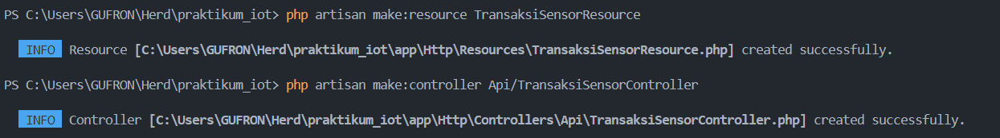 PS C:\Users\GUFRON\Herd\praktikum_iot> php artisan make:resource TransaksiSensorResource
INFO Resource [C:\Users\GUFRON\Herd\praktikum_iot\app\Http\Resources\TransaksiSensorResource.php] created successfully.
PS C:\Users\GUFRON\Herd\praktikum_iot> php artisan make:controller Api/TransaksiSensorController
INFO Controller [C:\Users\GUFRON\Herd\praktikum_iot\app\Http\Controllers\Api\TransaksiSensorController.php] created successfully.